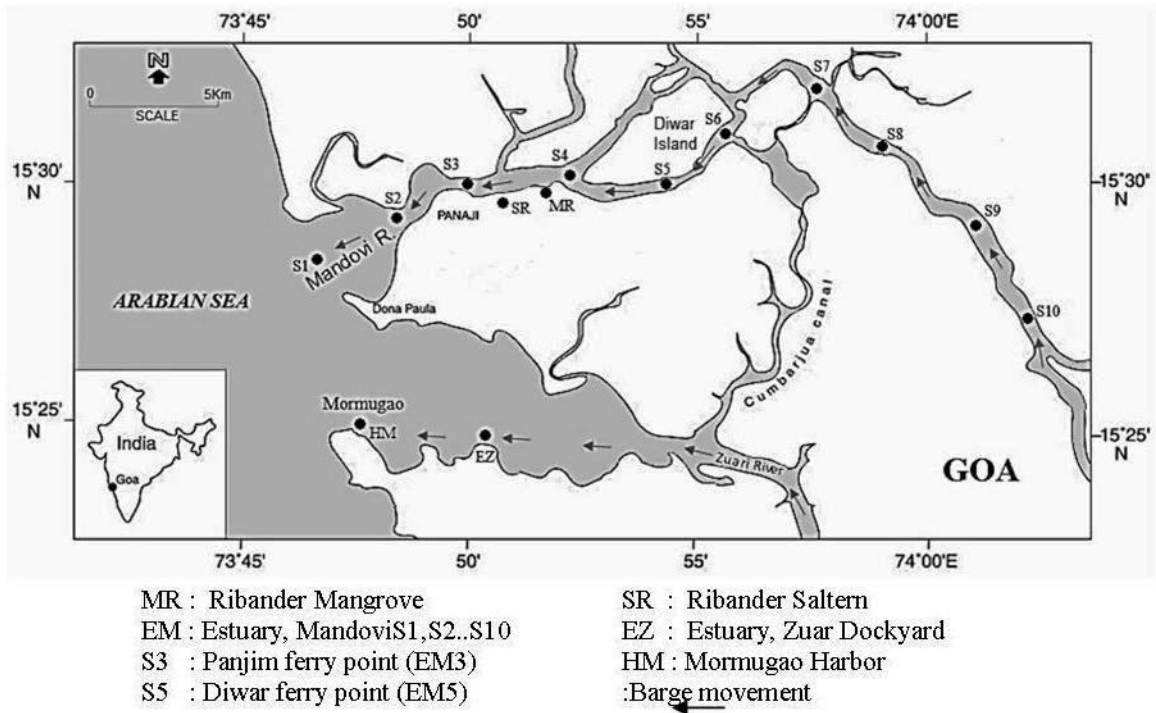 73°45' 50' 55' 74°00'E
N
0 5Km
SCALE
S7
S6
Diwar
Island
S8
15°30'
N
S3
S4
S5
15°30'
N
S2
PANAJI
SR
MR
S9
S1
Mandovi R.
ARABIAN SEA
Dona Paula
S10
Cumbarjua canal
15°25'
N
Mormugao
HM
EZ
Zuari River
15°25'
N
GOA
India
Goa
73°45' 50' 55' 74°00'E
MR : Ribander Mangrove
SR : Ribander Saltern
EM : Estuary, MandoviS1,S2..S10
EZ : Estuary, Zuar Dockyard
S3 : Panjim ferry point (EM3)
HM : Mormugao Harbor
S5 : Diwar ferry point (EM5)
:Barge movement